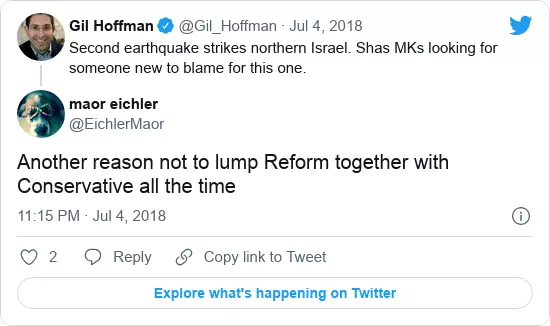 Gil Hoffman @Gil_Hoffman · Jul 4, 2018
Second earthquake strikes northern Israel. Shas MKs looking for
someone new to blame for this one.
maor eichler
@EichlerMaor
Another reason not to lump Reform together with
Conservative all the time
11:15 PM · Jul 4, 2018
2 Reply Copy link to Tweet
Explore what's happening on Twitter